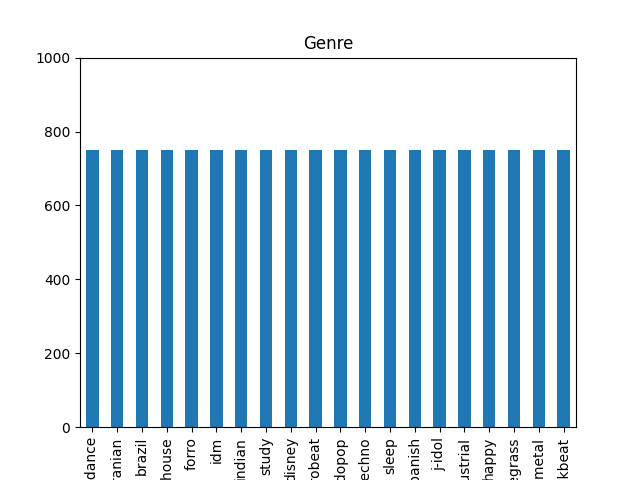 Genre
1000
800
600
400
200
0
dance
ranian
brazil
house
forro
idm
indian
study
disney
robeat
dopop
echno
sleep
panish
j-idol
ustrial
happy
egrass
metal
kbeat